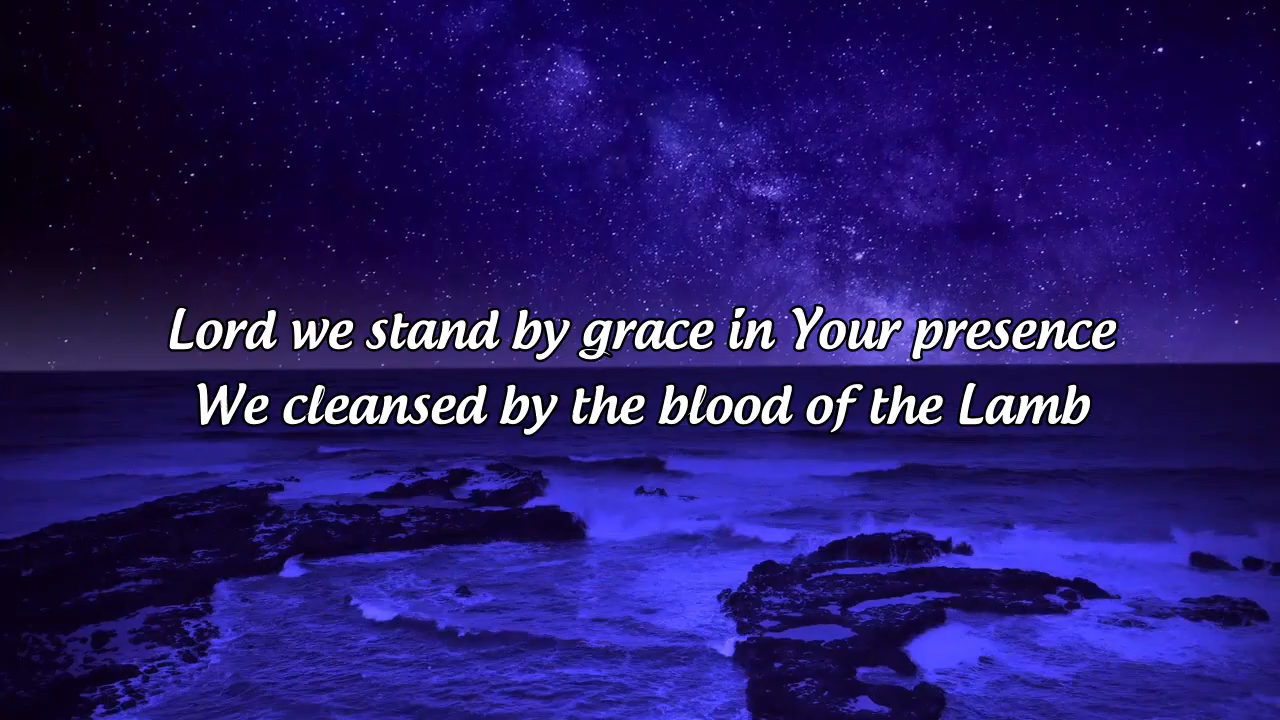 Lord we stand by grace in Your presence
We cleansed by the blood of the Lamb